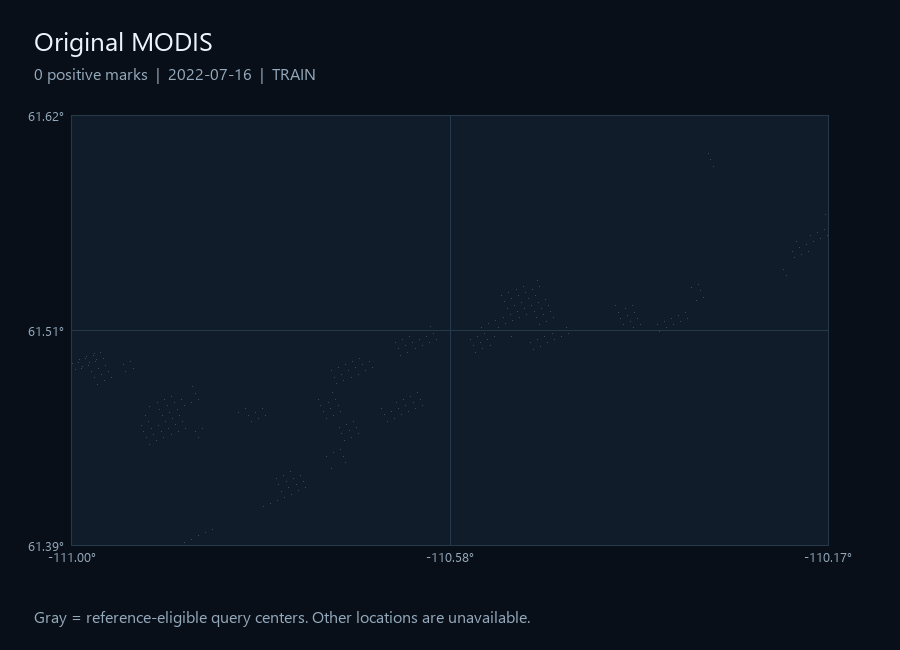 Original MODIS
0 positive marks | 2022-07-16 | TRAIN
61.62°
61.51°
61.39°
-111.00°
-110.58°
-110.17°
Gray = reference-eligible query centers. Other locations are unavailable.